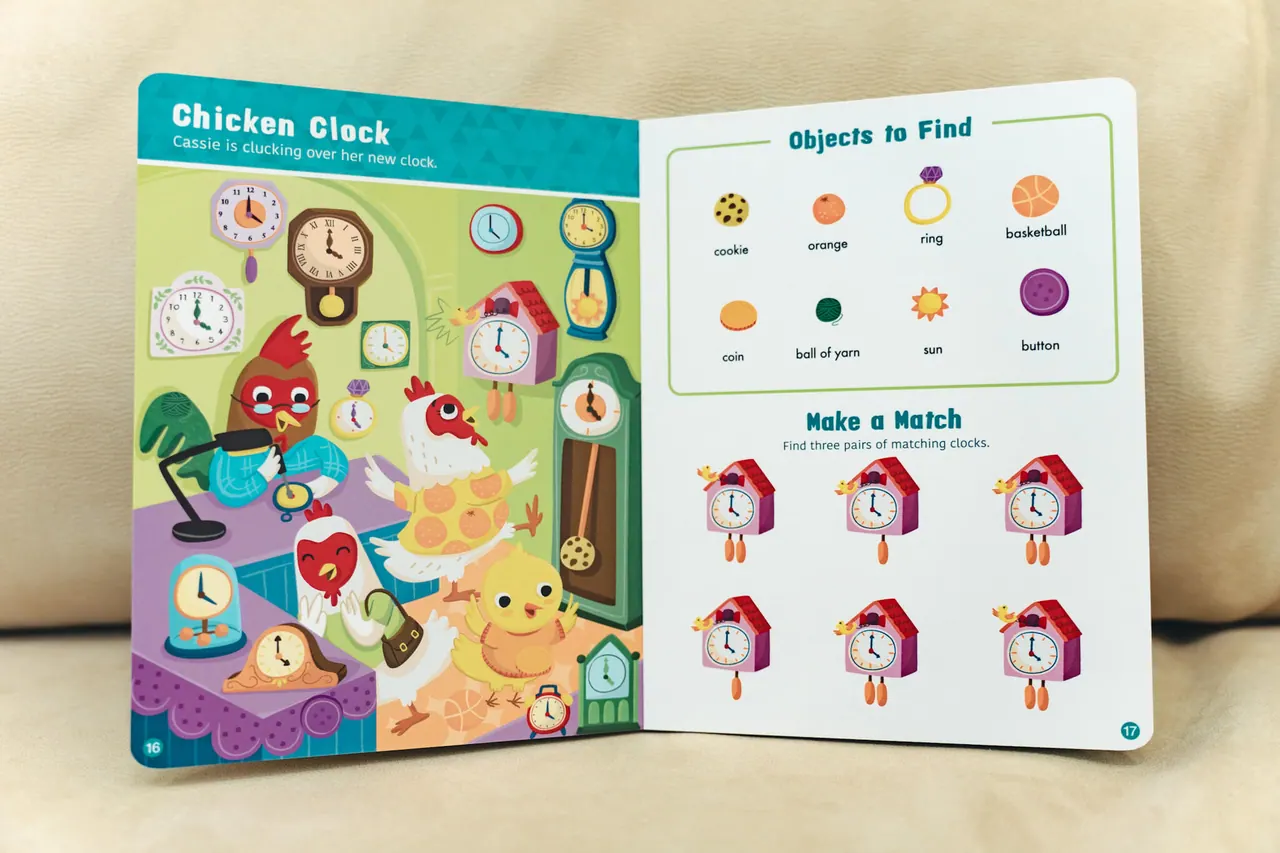 Chicken Clock
Cassie is clucking over her new clock.
16
Objects to Find
cookie
orange
ring
basketball
coin
ball of yarn
sun
button
Make a Match
Find three pairs of matching clocks.
17